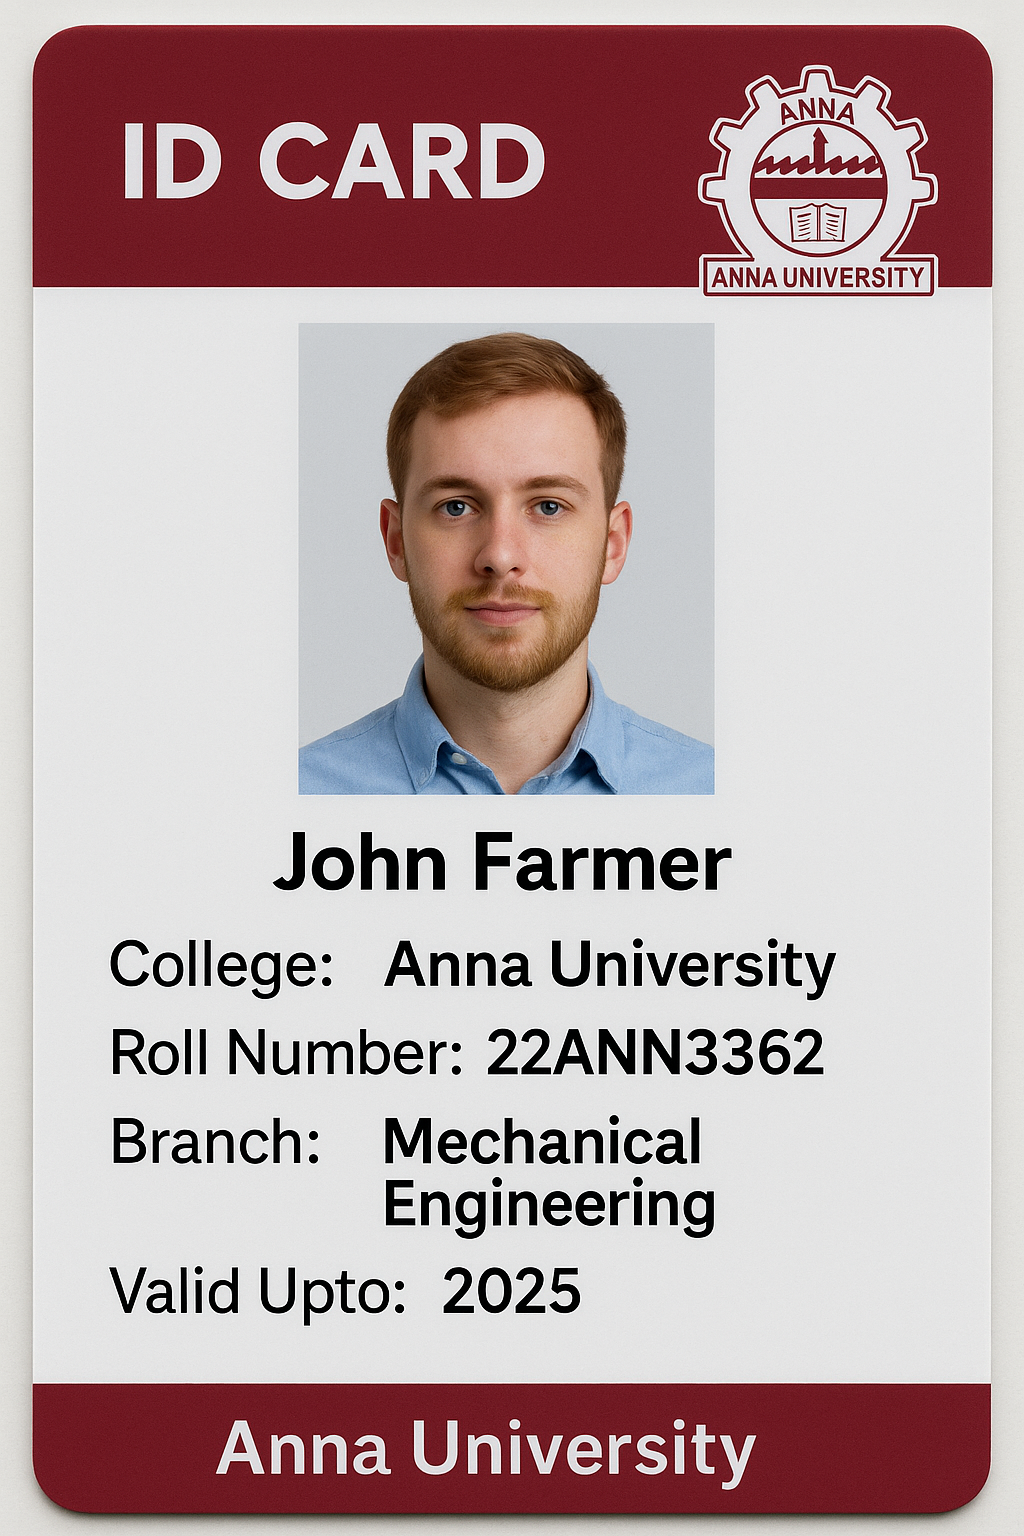 ID CARD
ANNA
ANNA UNIVERSITY
John Farmer
College: Anna University
Roll Number: 22ANN3362
Branch: Mechanical
Engineering
Valid Upto: 2025
Anna University